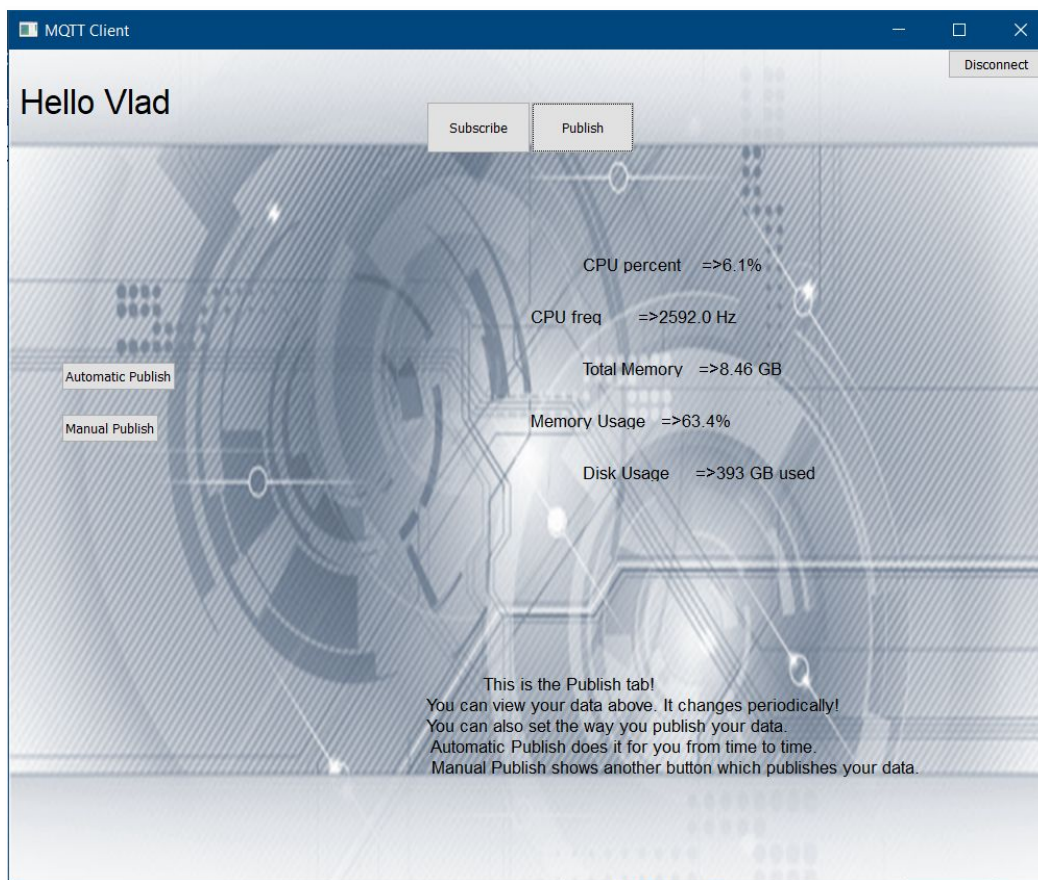 MQTT Client
Disconnect
Hello Vlad
Subscribe Publish
CPU percent =>6.1%
CPU freq =>2592.0 Hz
Total Memory =>8.46 GB
Automatic Publish
Memory Usage =>63.4%
Manual Publish
Disk Usage =>393 GB used
This is the Publish tab!
You can view your data above. It changes periodically!
You can also set the way you publish your data.
Automatic Publish does it for you from time to time.
Manual Publish shows another button which publishes your data.